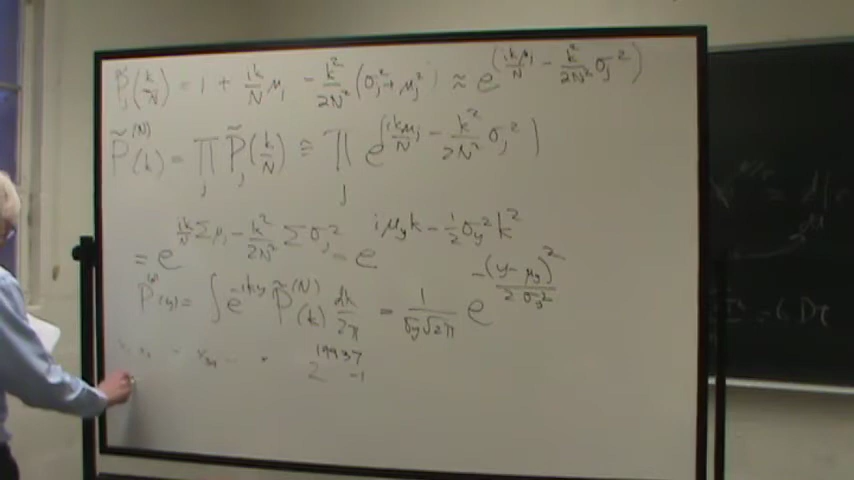 P̃_j(k/N) = 1 + (ik/N) μ_j − (k²/2N²)(σ_j² + μ_j²) ≈ e^((ikμ_j/N) − (k²/2N²) σ_j²)
P̃^(N)(k) = ∏_j P̃_j(k/N) ≅ ∏_j e^((ikμ_j/N) − (k²/2N²) σ_j²)
= e^((ik/N) Σμ_j − (k²/2N²) Σσ_j²) = e^(iμ_y k − ½σ_y² k²)
P^(N)(y) = ∫ e^(−iky) P̃^(N)(k) dk/2π = 1/(σ_y √2π) e^(−(y − μ_y)²/2σ_y²)
2^19937 −1